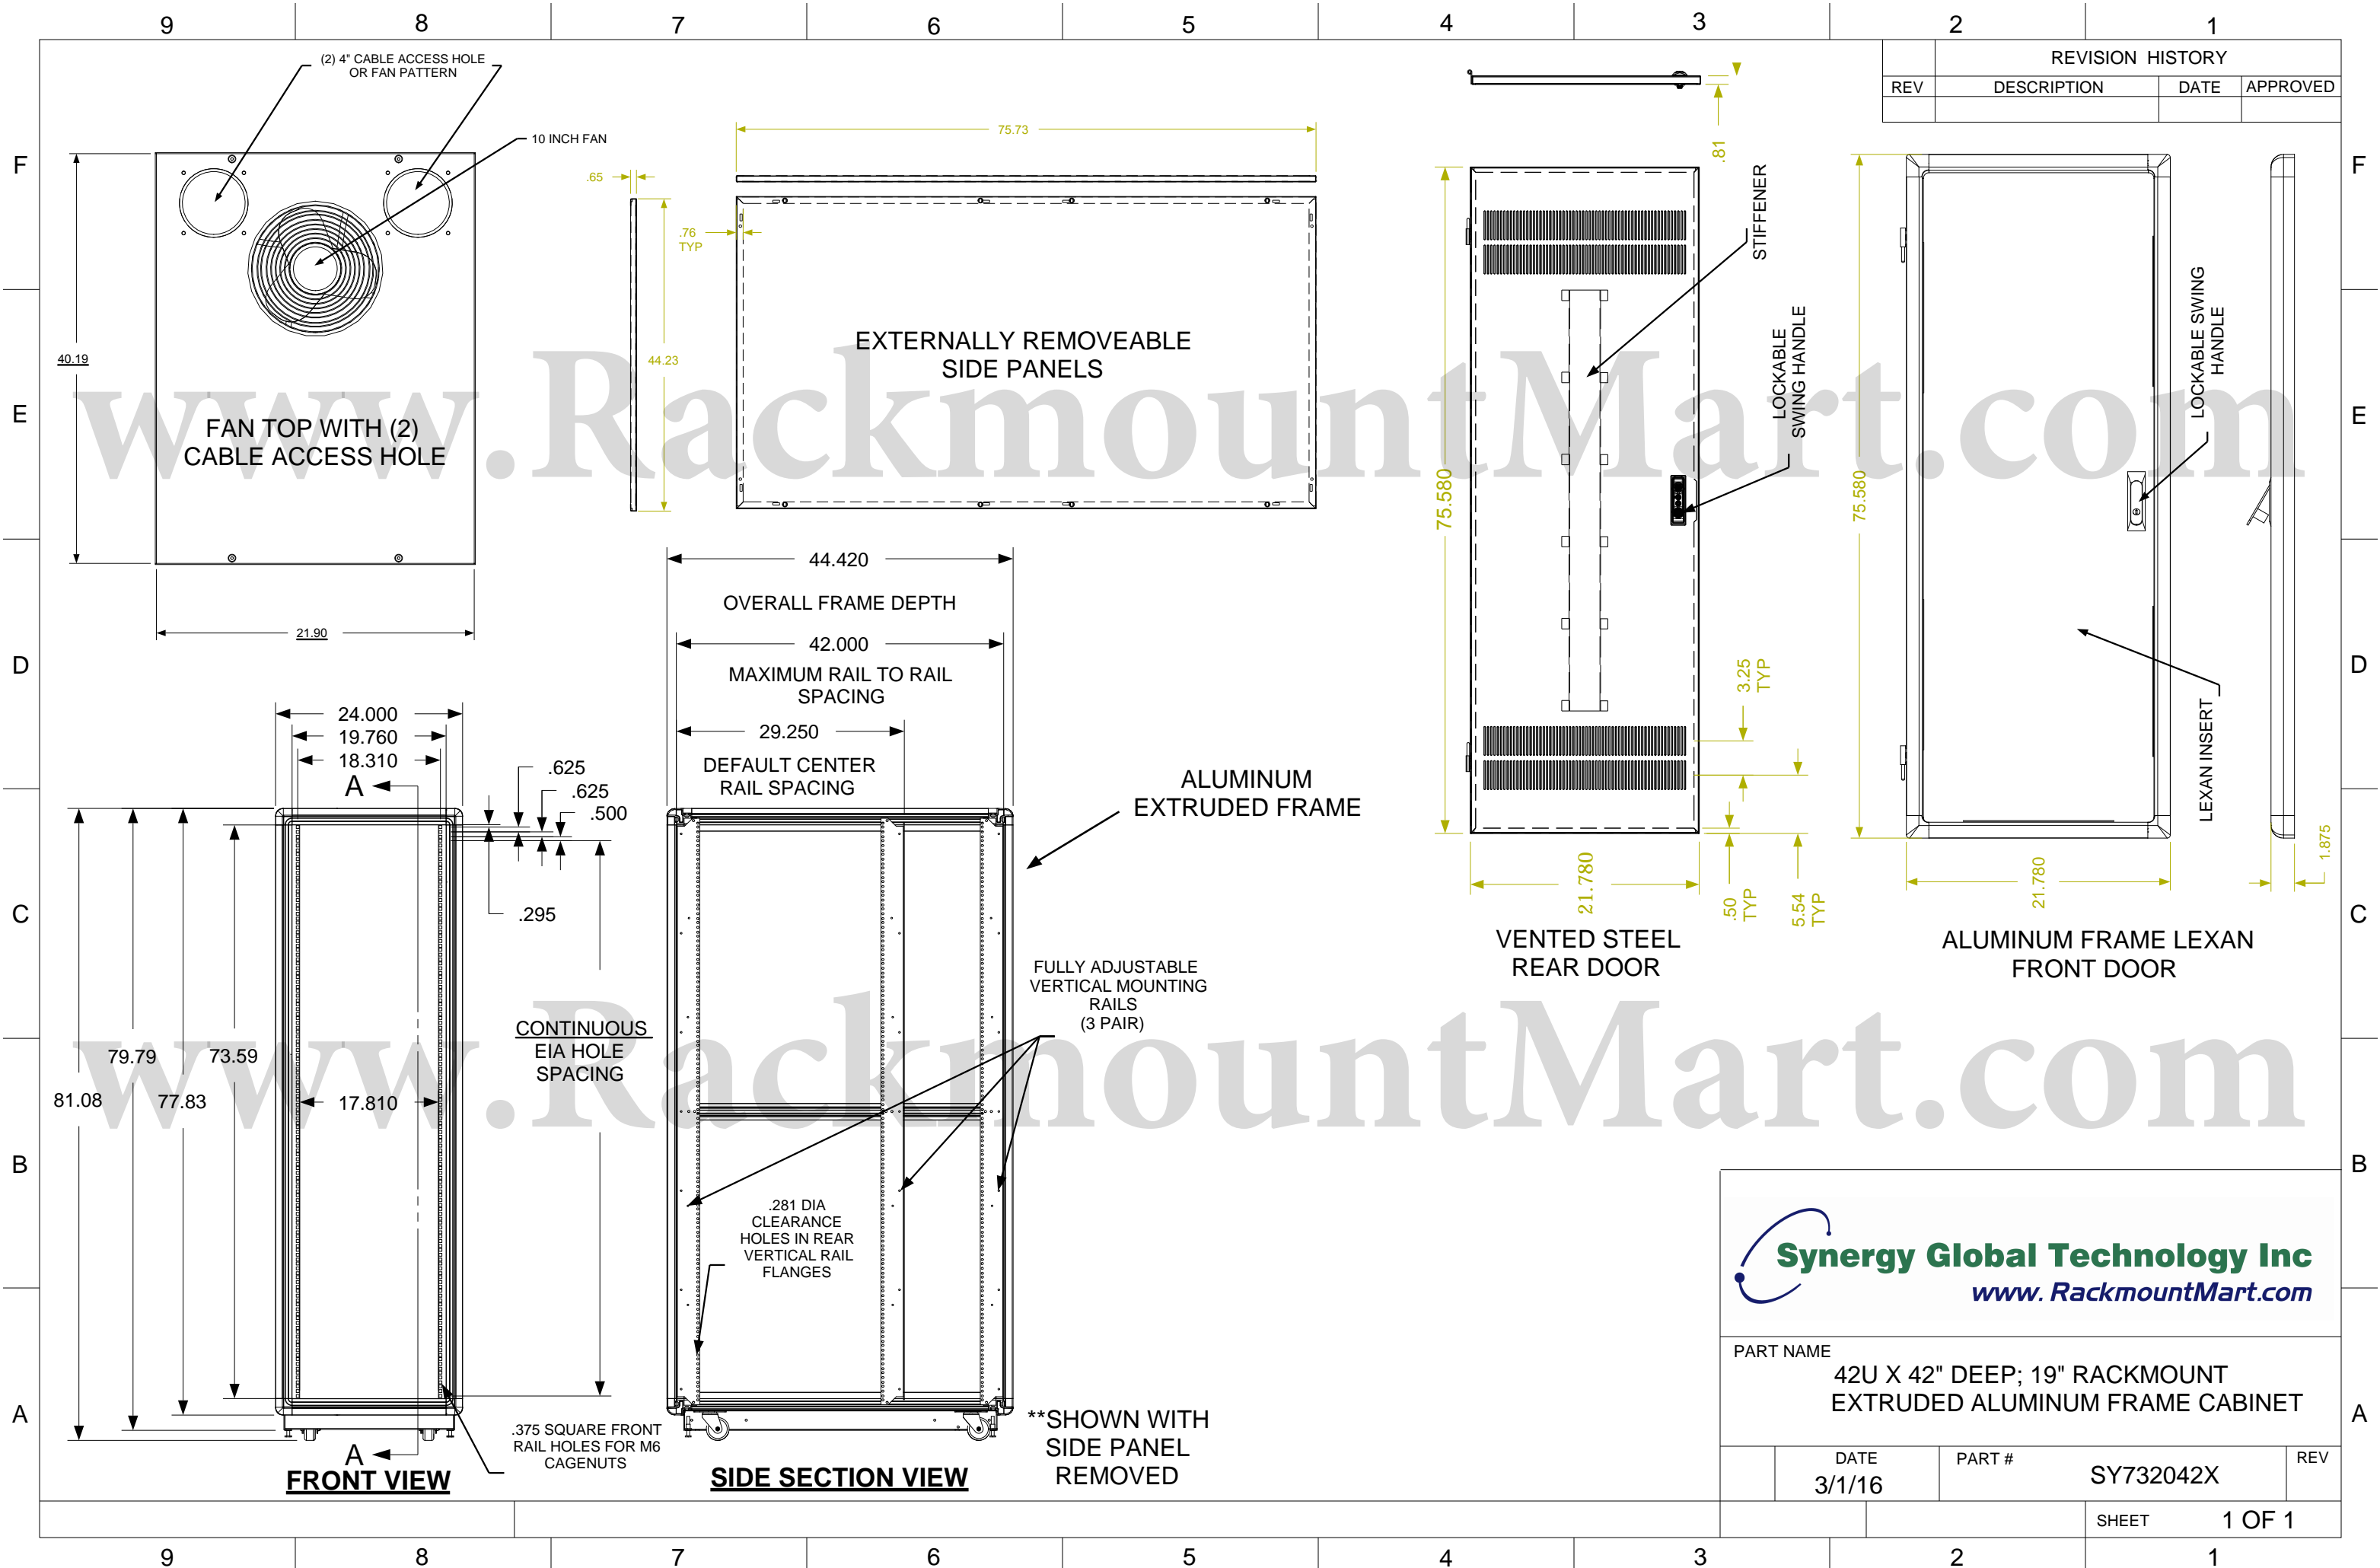 9 8 7 6 5 4 3 2 1
REVISION HISTORY
REV DESCRIPTION DATE APPROVED
F
F
E
E
D
D
C
C
B
B
A
A
(2) 4" CABLE ACCESS HOLE
OR FAN PATTERN
10 INCH FAN
40.19
FAN TOP WITH (2)
CABLE ACCESS HOLE
21.90
75.73
.65
.76
TYP
44.23
EXTERNALLY REMOVEABLE
SIDE PANELS
.81
STIFFENER
LOCKABLE
SWING HANDLE
75.580
3.25
TYP
21.780
.50
TYP
5.54
TYP
VENTED STEEL
REAR DOOR
75.580
LOCKABLE SWING
HANDLE
LEXAN INSERT
21.780
1.875
ALUMINUM FRAME LEXAN
FRONT DOOR
www.RackmountMart.com
44.420
OVERALL FRAME DEPTH
42.000
MAXIMUM RAIL TO RAIL
SPACING
29.250
DEFAULT CENTER
RAIL SPACING
ALUMINUM
EXTRUDED FRAME
24.000
19.760
18.310
A
.625
.625
.500
.295
CONTINUOUS
EIA HOLE
SPACING
79.79
73.59
81.08
77.83
17.810
FULLY ADJUSTABLE
VERTICAL MOUNTING
RAILS
(3 PAIR)
www.RackmountMart.com
.281 DIA
CLEARANCE
HOLES IN REAR
VERTICAL RAIL
FLANGES
.375 SQUARE FRONT
RAIL HOLES FOR M6
CAGENUTS
A
FRONT VIEW
SIDE SECTION VIEW
**SHOWN WITH
SIDE PANEL
REMOVED
Synergy Global Technology Inc
www. RackmountMart.com
PART NAME
42U X 42" DEEP; 19" RACKMOUNT
EXTRUDED ALUMINUM FRAME CABINET
DATE
3/1/16
PART #
SY732042X
REV
SHEET 1 OF 1
9 8 7 6 5 4 3 2 1